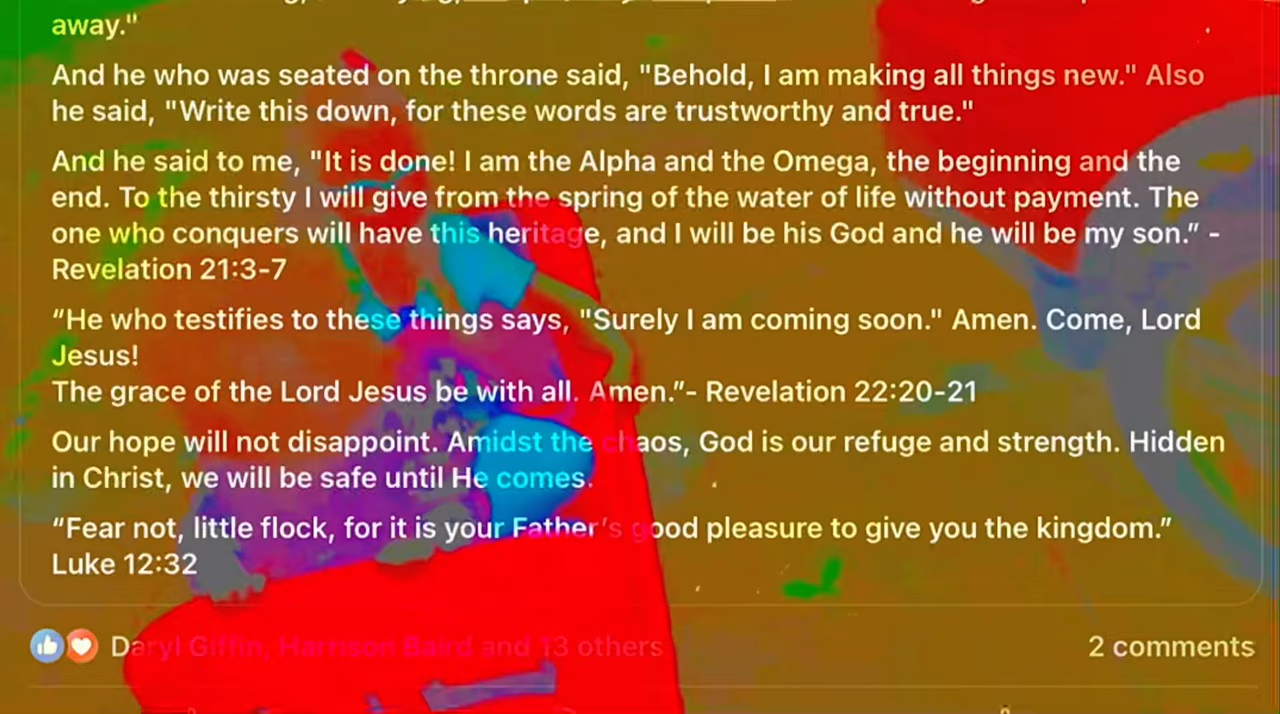 away."
And he who was seated on the throne said, "Behold, I am making all things new." Also
he said, "Write this down, for these words are trustworthy and true."
And he said to me, "It is done! I am the Alpha and the Omega, the beginning and the
end. To the thirsty I will give from the spring of the water of life without payment. The
one who conquers will have this heritage, and I will be his God and he will be my son.” -
Revelation 21:3-7
“He who testifies to these things says, "Surely I am coming soon." Amen. Come, Lord
Jesus!
The grace of the Lord Jesus be with all. Amen.”- Revelation 22:20-21
Our hope will not disappoint. Amidst the chaos, God is our refuge and strength. Hidden
in Christ, we will be safe until He comes.
“Fear not, little flock, for it is your Father’s good pleasure to give you the kingdom.”
Luke 12:32
Daryl Giffin, Harrison Baird and 13 others 2 comments